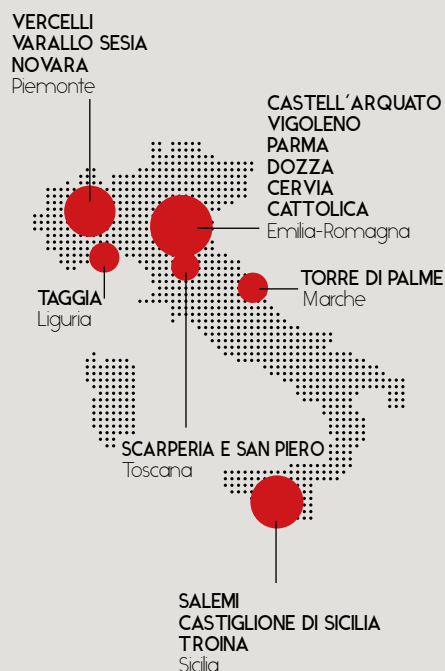 VERCELLI
VARALLO SESIA
NOVARA
Piemonte
CASTELL'ARQUATO
VIGOLENO
PARMA
DOZZA
CERVIA
CATTOLICA
Emilia-Romagna
TORRE DI PALME
Marche
TAGGIA
Liguria
SCARPERIA E SAN PIERO
Toscana
SALEMI
CASTIGLIONE DI SICILIA
TROINA
Sicilia